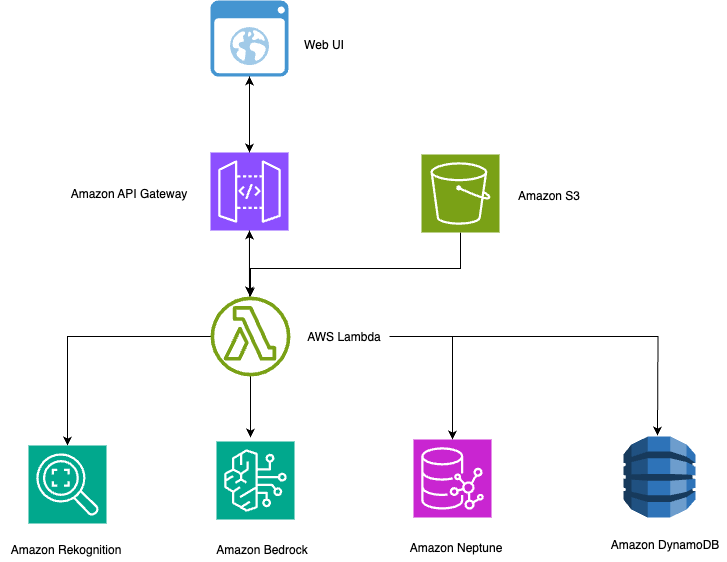 Web UI
Amazon API Gateway
</>
Amazon S3
AWS Lambda
Amazon Rekognition
Amazon Bedrock
Amazon Neptune
Amazon DynamoDB